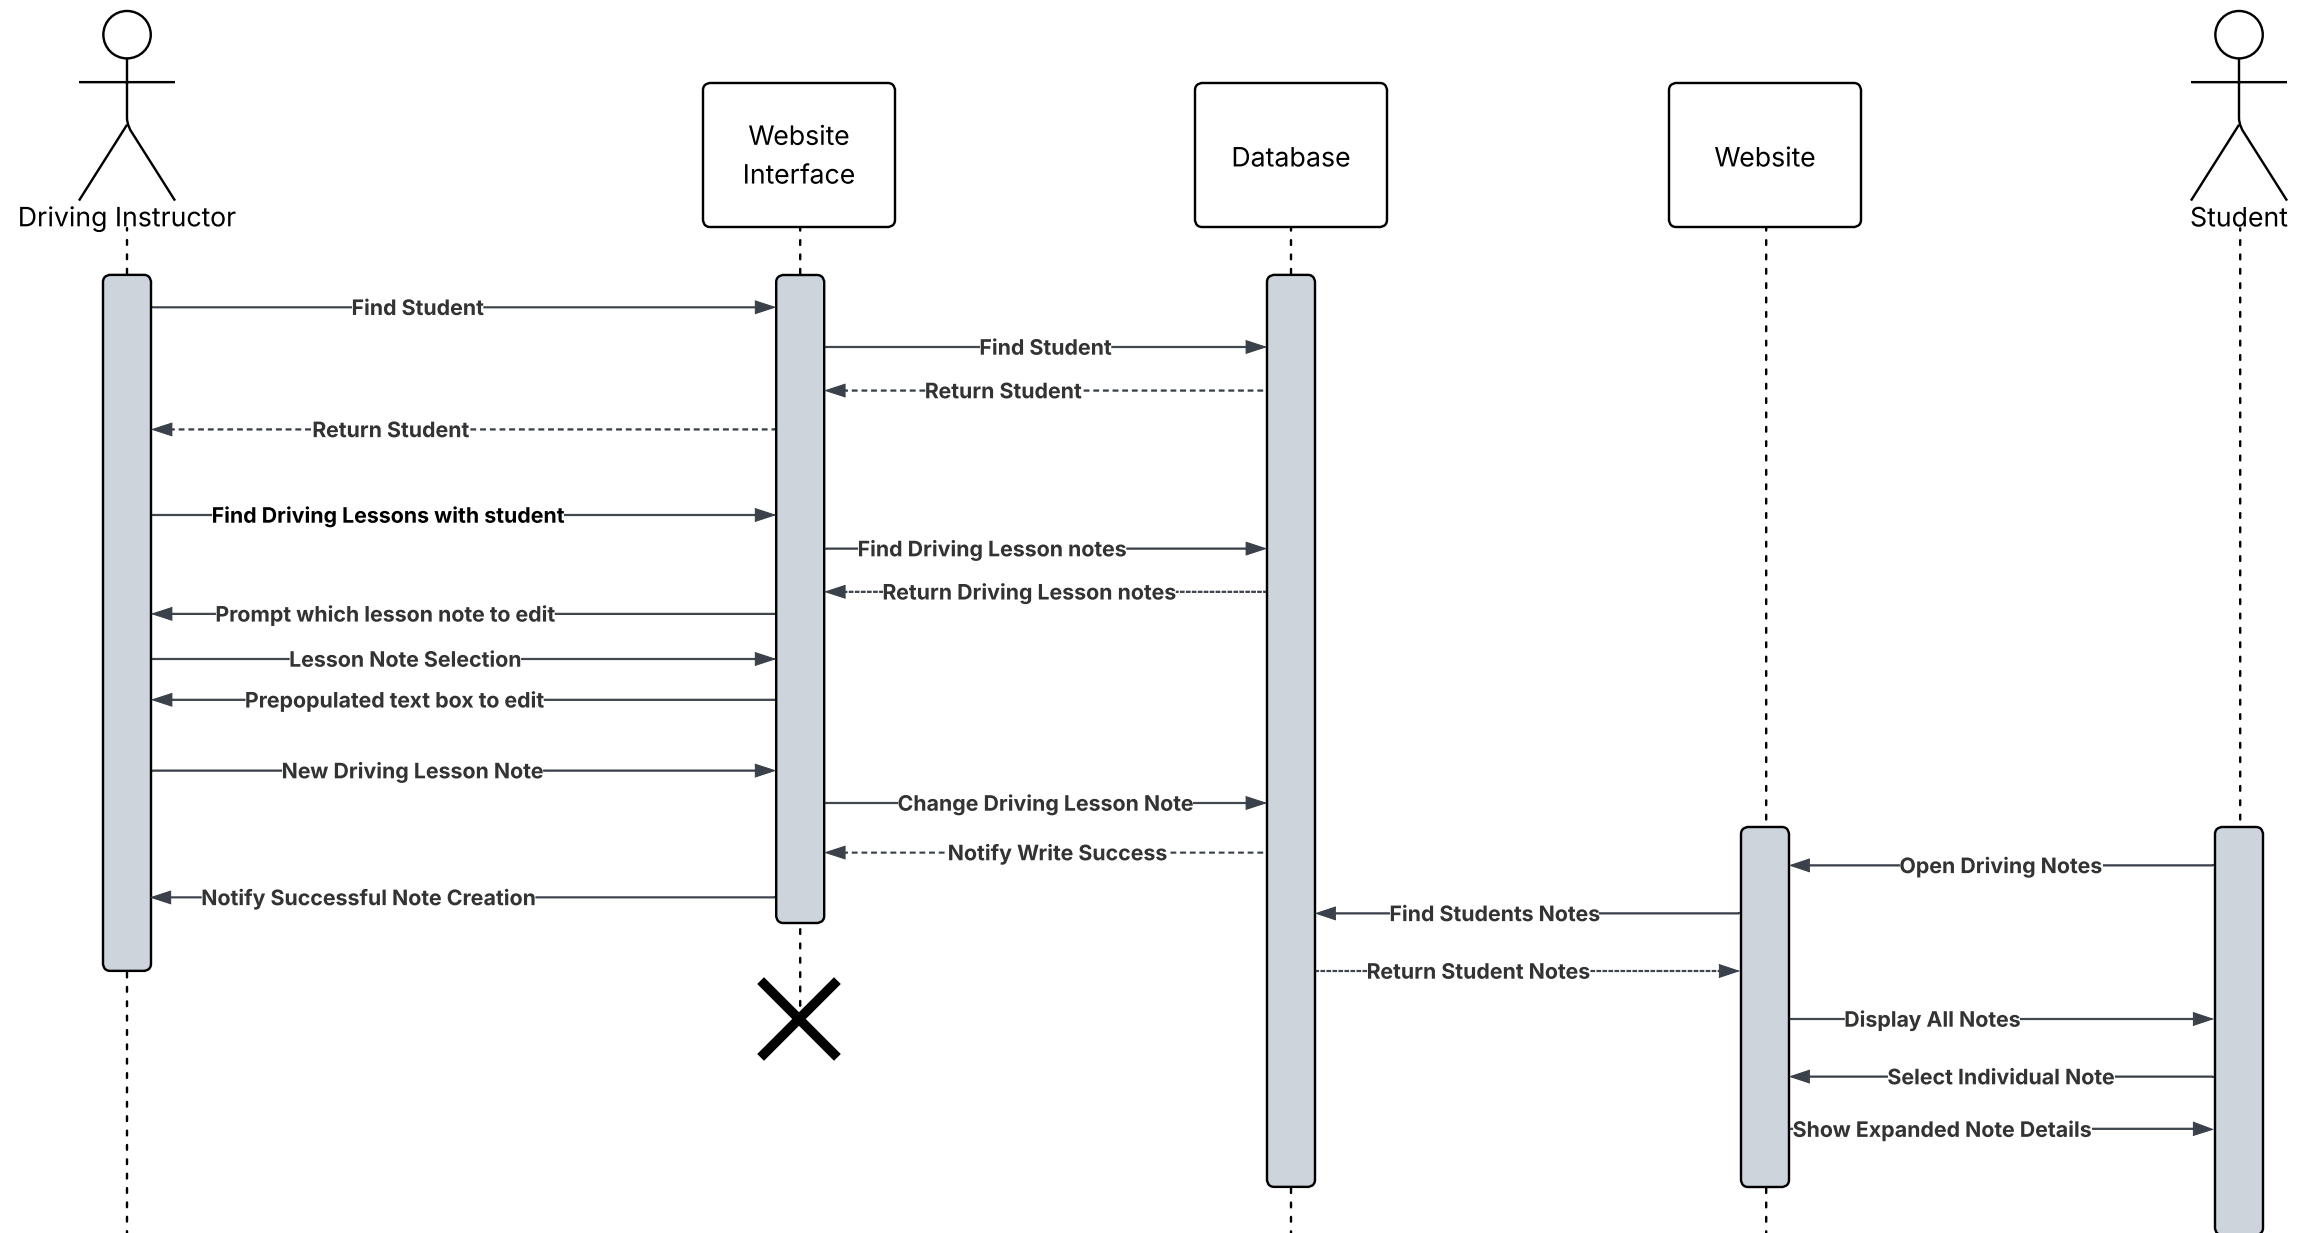 Website
Interface
Database
Website
Driving Instructor
Student
Find Student
Find Student
Return Student
Return Student
Find Driving Lessons with student
Find Driving Lesson notes
Return Driving Lesson notes
Prompt which lesson note to edit
Lesson Note Selection
Prepopulated text box to edit
New Driving Lesson Note
Change Driving Lesson Note
Notify Write Success
Open Driving Notes
Notify Successful Note Creation
Find Students Notes
Return Student Notes
Display All Notes
Select Individual Note
Show Expanded Note Details